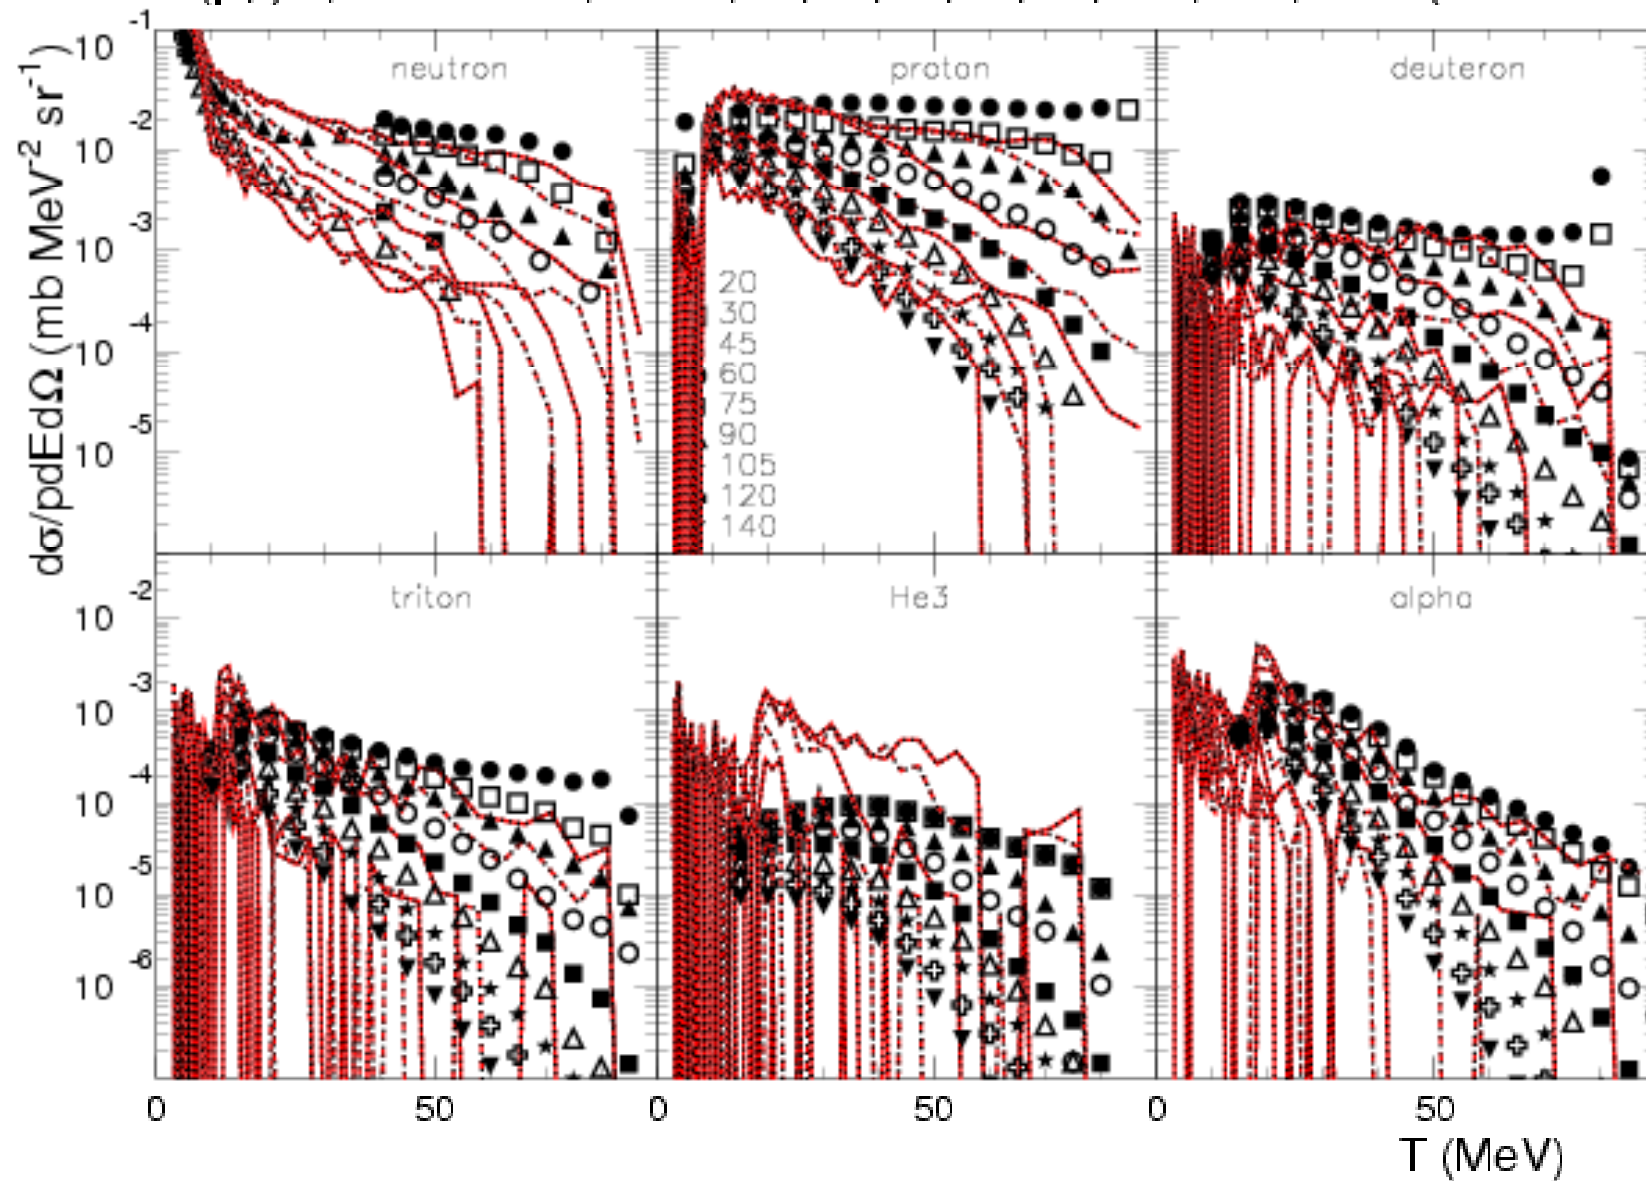 neutron
proton
deuteron
dσ/pdEdΩ (mb MeV⁻² sr⁻¹)
10⁻¹
10⁻²
10⁻³
10⁻⁴
10⁻⁵
20
30
45
60
75
90
105
120
140
triton
He3
alpha
10⁻²
10⁻³
10⁻⁴
10⁻⁵
10⁻⁶
0 50 0 50 0 50
T (MeV)